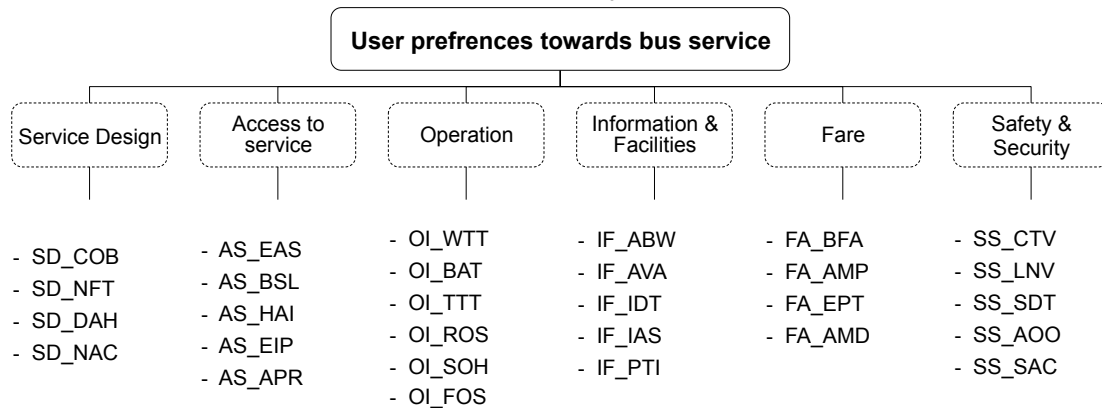 User prefrences towards bus service
Service Design
Access to
service
Operation
Information &
Facilities
Fare
Safety &
Security
- SD_COB
- SD_NFT
- SD_DAH
- SD_NAC
- AS_EAS
- AS_BSL
- AS_HAI
- AS_EIP
- AS_APR
- OI_WTT
- OI_BAT
- OI_TTT
- OI_ROS
- OI_SOH
- OI_FOS
- IF_ABW
- IF_AVA
- IF_IDT
- IF_IAS
- IF_PTI
- FA_BFA
- FA_AMP
- FA_EPT
- FA_AMD
- SS_CTV
- SS_LNV
- SS_SDT
- SS_AOO
- SS_SAC